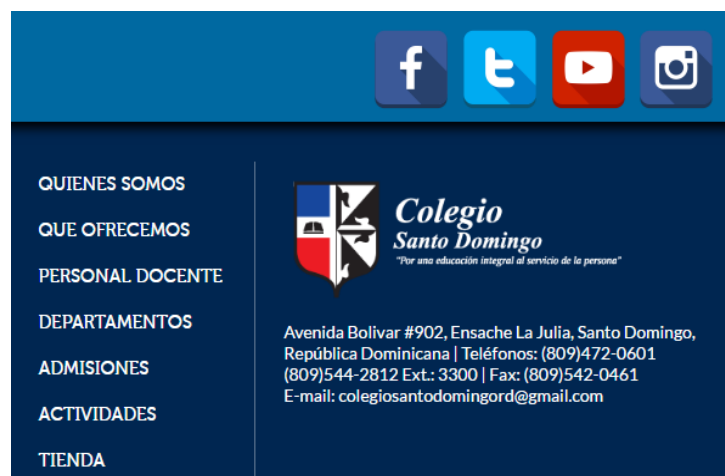 QUIENES SOMOS
QUE OFRECEMOS
PERSONAL DOCENTE
DEPARTAMENTOS
ADMISIONES
ACTIVIDADES
TIENDA
Colegio
Santo Domingo
"Por una educación integral al servicio de la persona"
Avenida Bolivar #902, Ensache La Julia, Santo Domingo,
República Dominicana | Teléfonos: (809)472-0601
(809)544-2812 Ext.: 3300 | Fax: (809)542-0461
E-mail: colegiosantodomingord@gmail.com